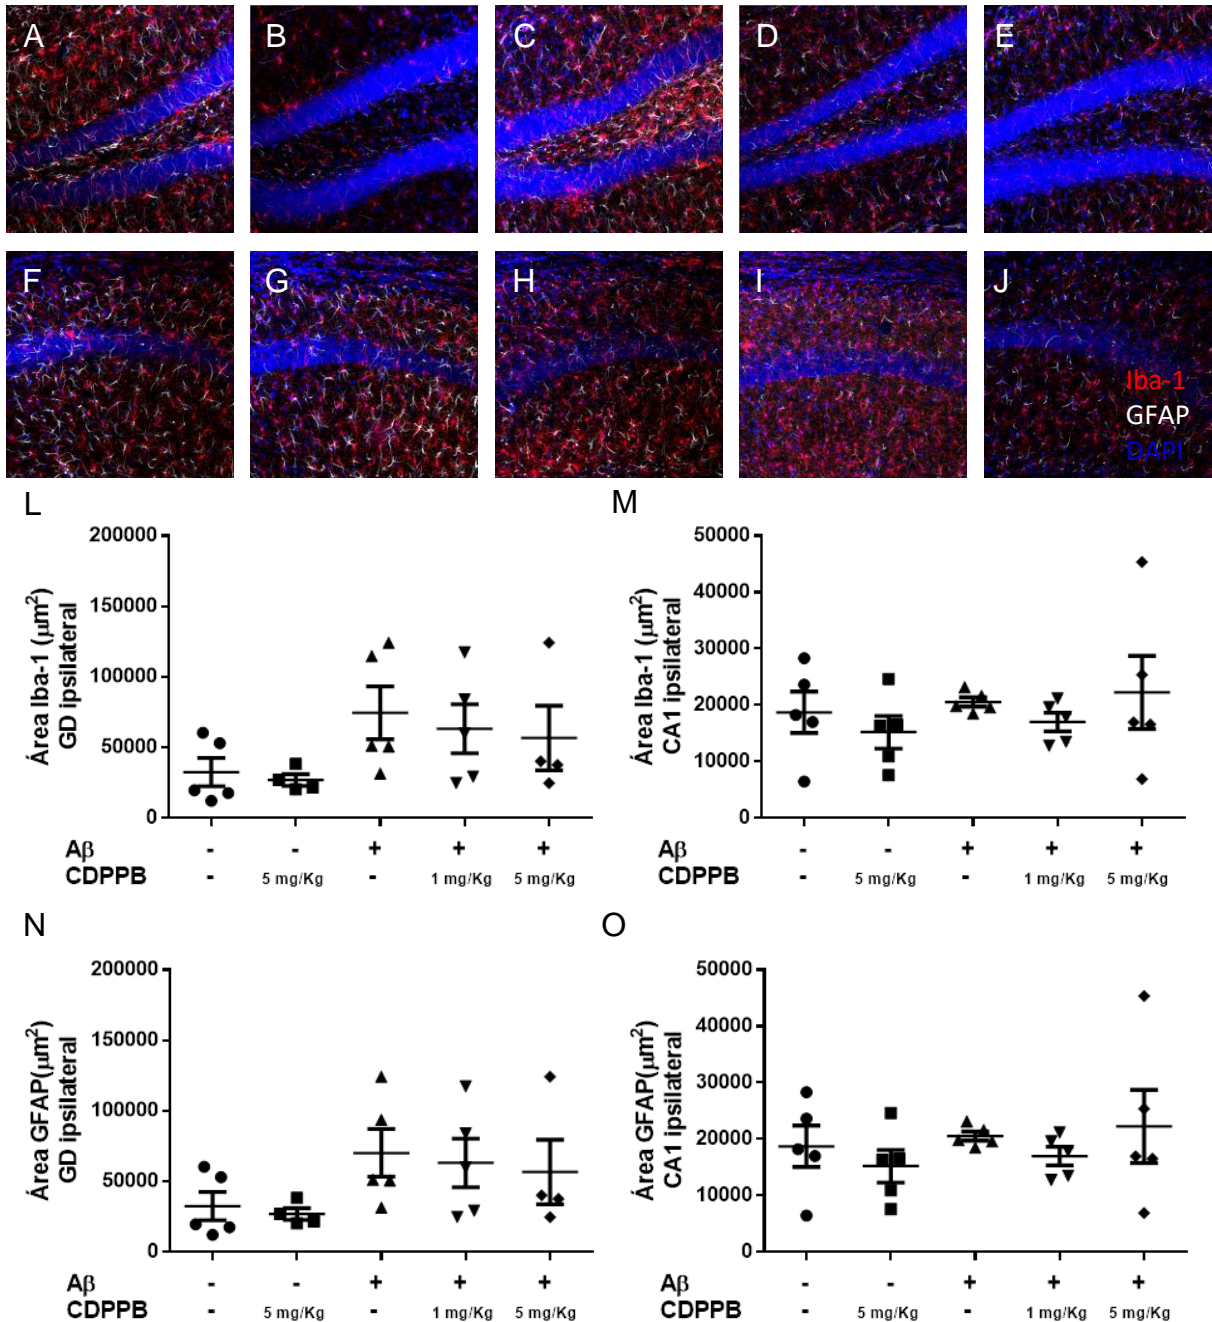 A B C D E
F G H I J
Iba-1
GFAP
DAPI
L
Área Iba-1 (μm²)
GD ipsilateral
200000
150000
100000
50000
0
Aβ - - + + +
CDPPB - 5 mg/Kg - 1 mg/Kg 5 mg/Kg
M
Área Iba-1 (μm²)
CA1 ipsilateral
50000
40000
30000
20000
10000
0
- - + + +
- 5 mg/Kg - 1 mg/Kg 5 mg/Kg
N
Área GFAP(μm²)
GD ipsilateral
200000
150000
100000
50000
0
Aβ - - + + +
CDPPB - 5 mg/Kg - 1 mg/Kg 5 mg/Kg
O
Área GFAP(μm²)
CA1 ipsilateral
50000
40000
30000
20000
10000
0
Aβ - - + + +
CDPPB - 5 mg/Kg - 1 mg/Kg 5 mg/Kg